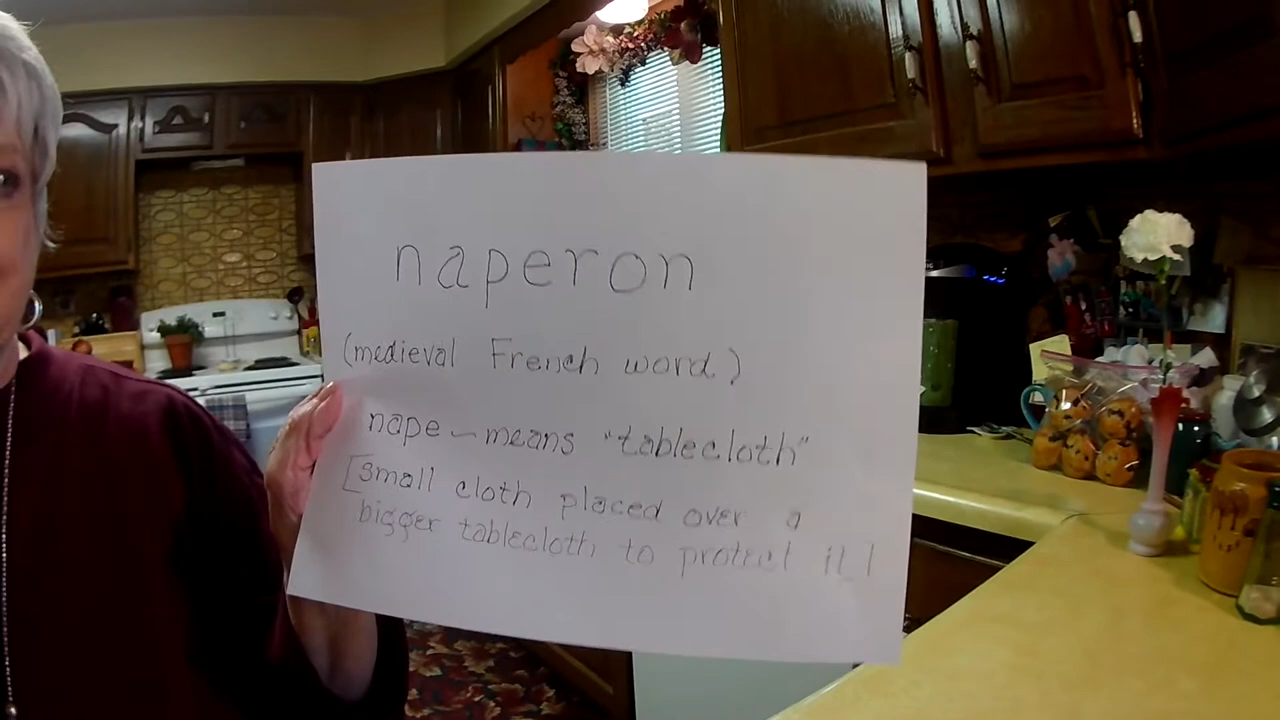 naperon
(medieval French word)
nape - means "tablecloth"
[small cloth placed over a
bigger tablecloth to protect it]